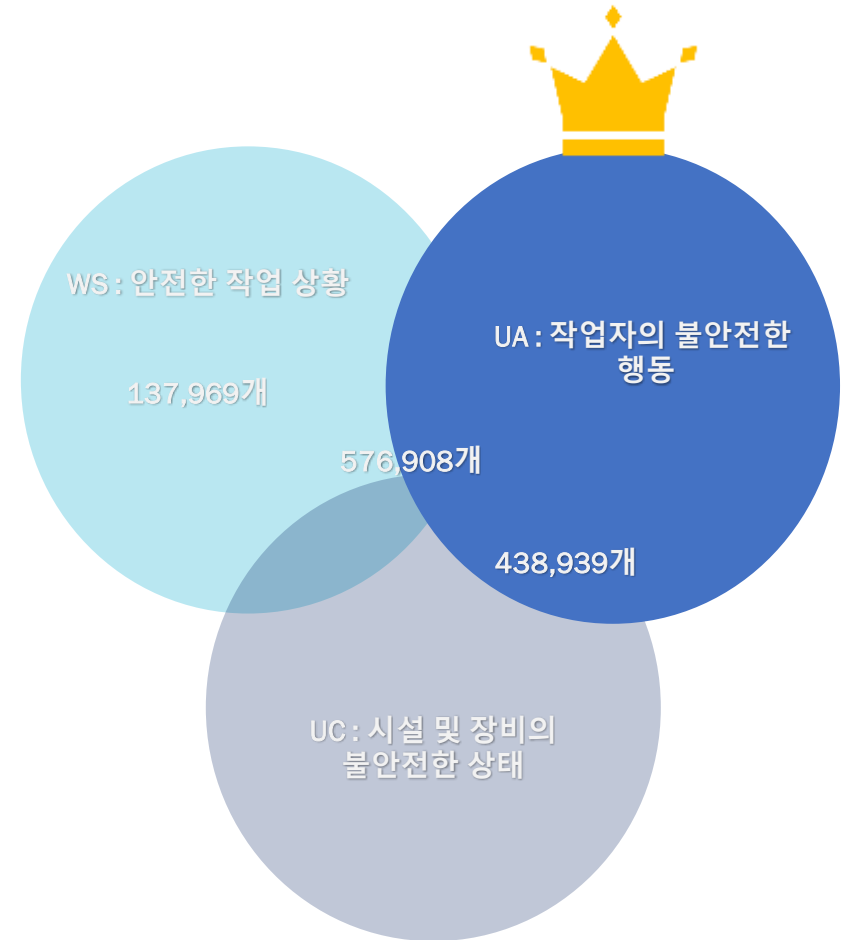 WS : 안전한 작업 상황
UA : 작업자의 불안전한
행동
137,969개
576,908개
438,939개
UC : 시설 및 장비의
불안전한 상태